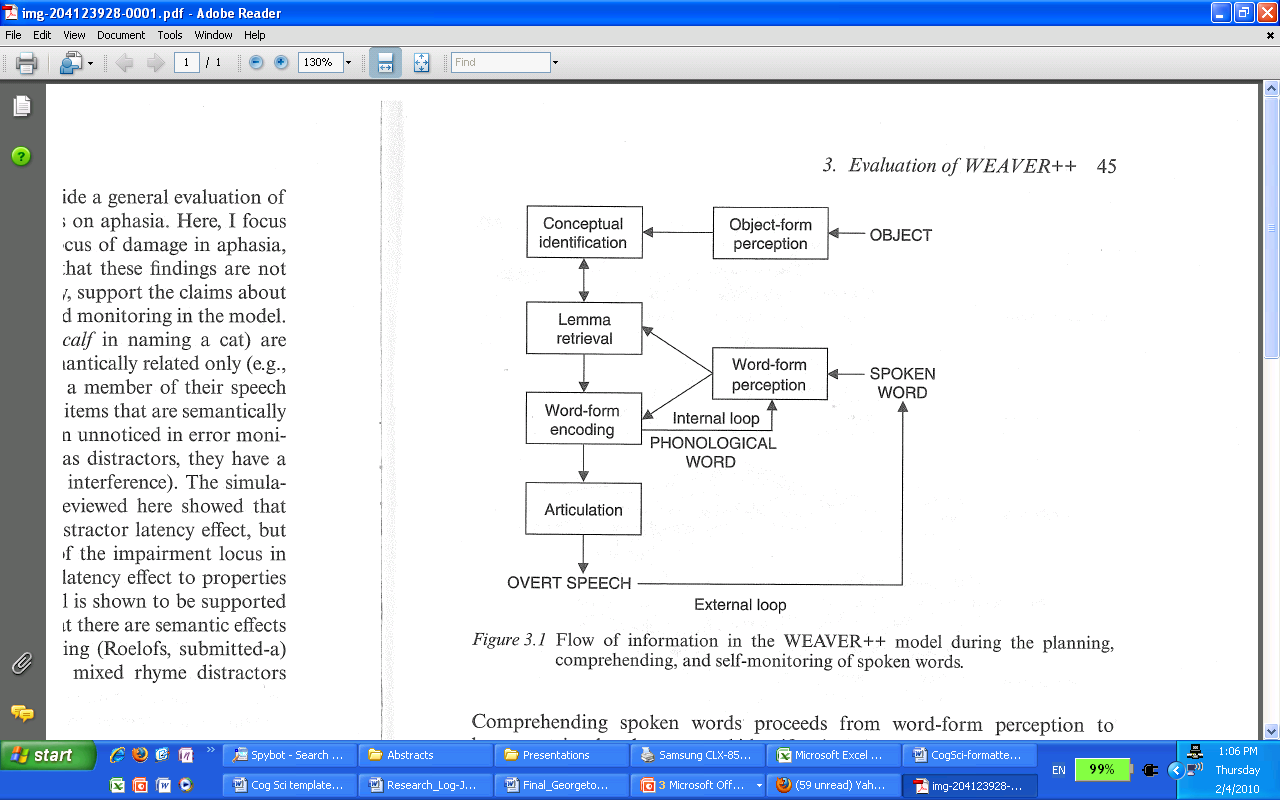 img-204123928-0001.pdf - Adobe Reader
File Edit View Document Tools Window Help
1 / 1 130% Find
ide a general evaluation of
s on aphasia. Here, I focus
ocus of damage in aphasia,
that these findings are not
y, support the claims about
d monitoring in the model.
calf in naming a cat) are
nantically related only (e.g.,
a member of their speech
items that are semantically
n unnoticed in error moni-
as distractors, they have a
interference). The simula-
eviewed here showed that
stractor latency effect, but
of the impairment locus in
latency effect to properties
l is shown to be supported
at there are semantic effects
ing (Roelofs, submitted-a)
mixed rhyme distractors
3. Evaluation of WEAVER++ 45
Conceptual
identification
Object-form
perception
OBJECT
Lemma
retrieval
Word-form
perception
SPOKEN
WORD
Word-form
encoding
Internal loop
PHONOLOGICAL
WORD
Articulation
OVERT SPEECH
External loop
Figure 3.1 Flow of information in the WEAVER++ model during the planning,
comprehending, and self-monitoring of spoken words.
Comprehending spoken words proceeds from word-form perception to
start
Spybot - Search ...
Abstracts
Presentations
Samsung CLX-85...
Microsoft Excel ...
CogSci-formatte...
Cog Sci template...
Research_Log-J...
Final_Georgeto...
3 Microsoft Off...
(59 unread) Yah...
img-204123928-...
EN
99%
1:06 PM
Thursday
2/4/2010